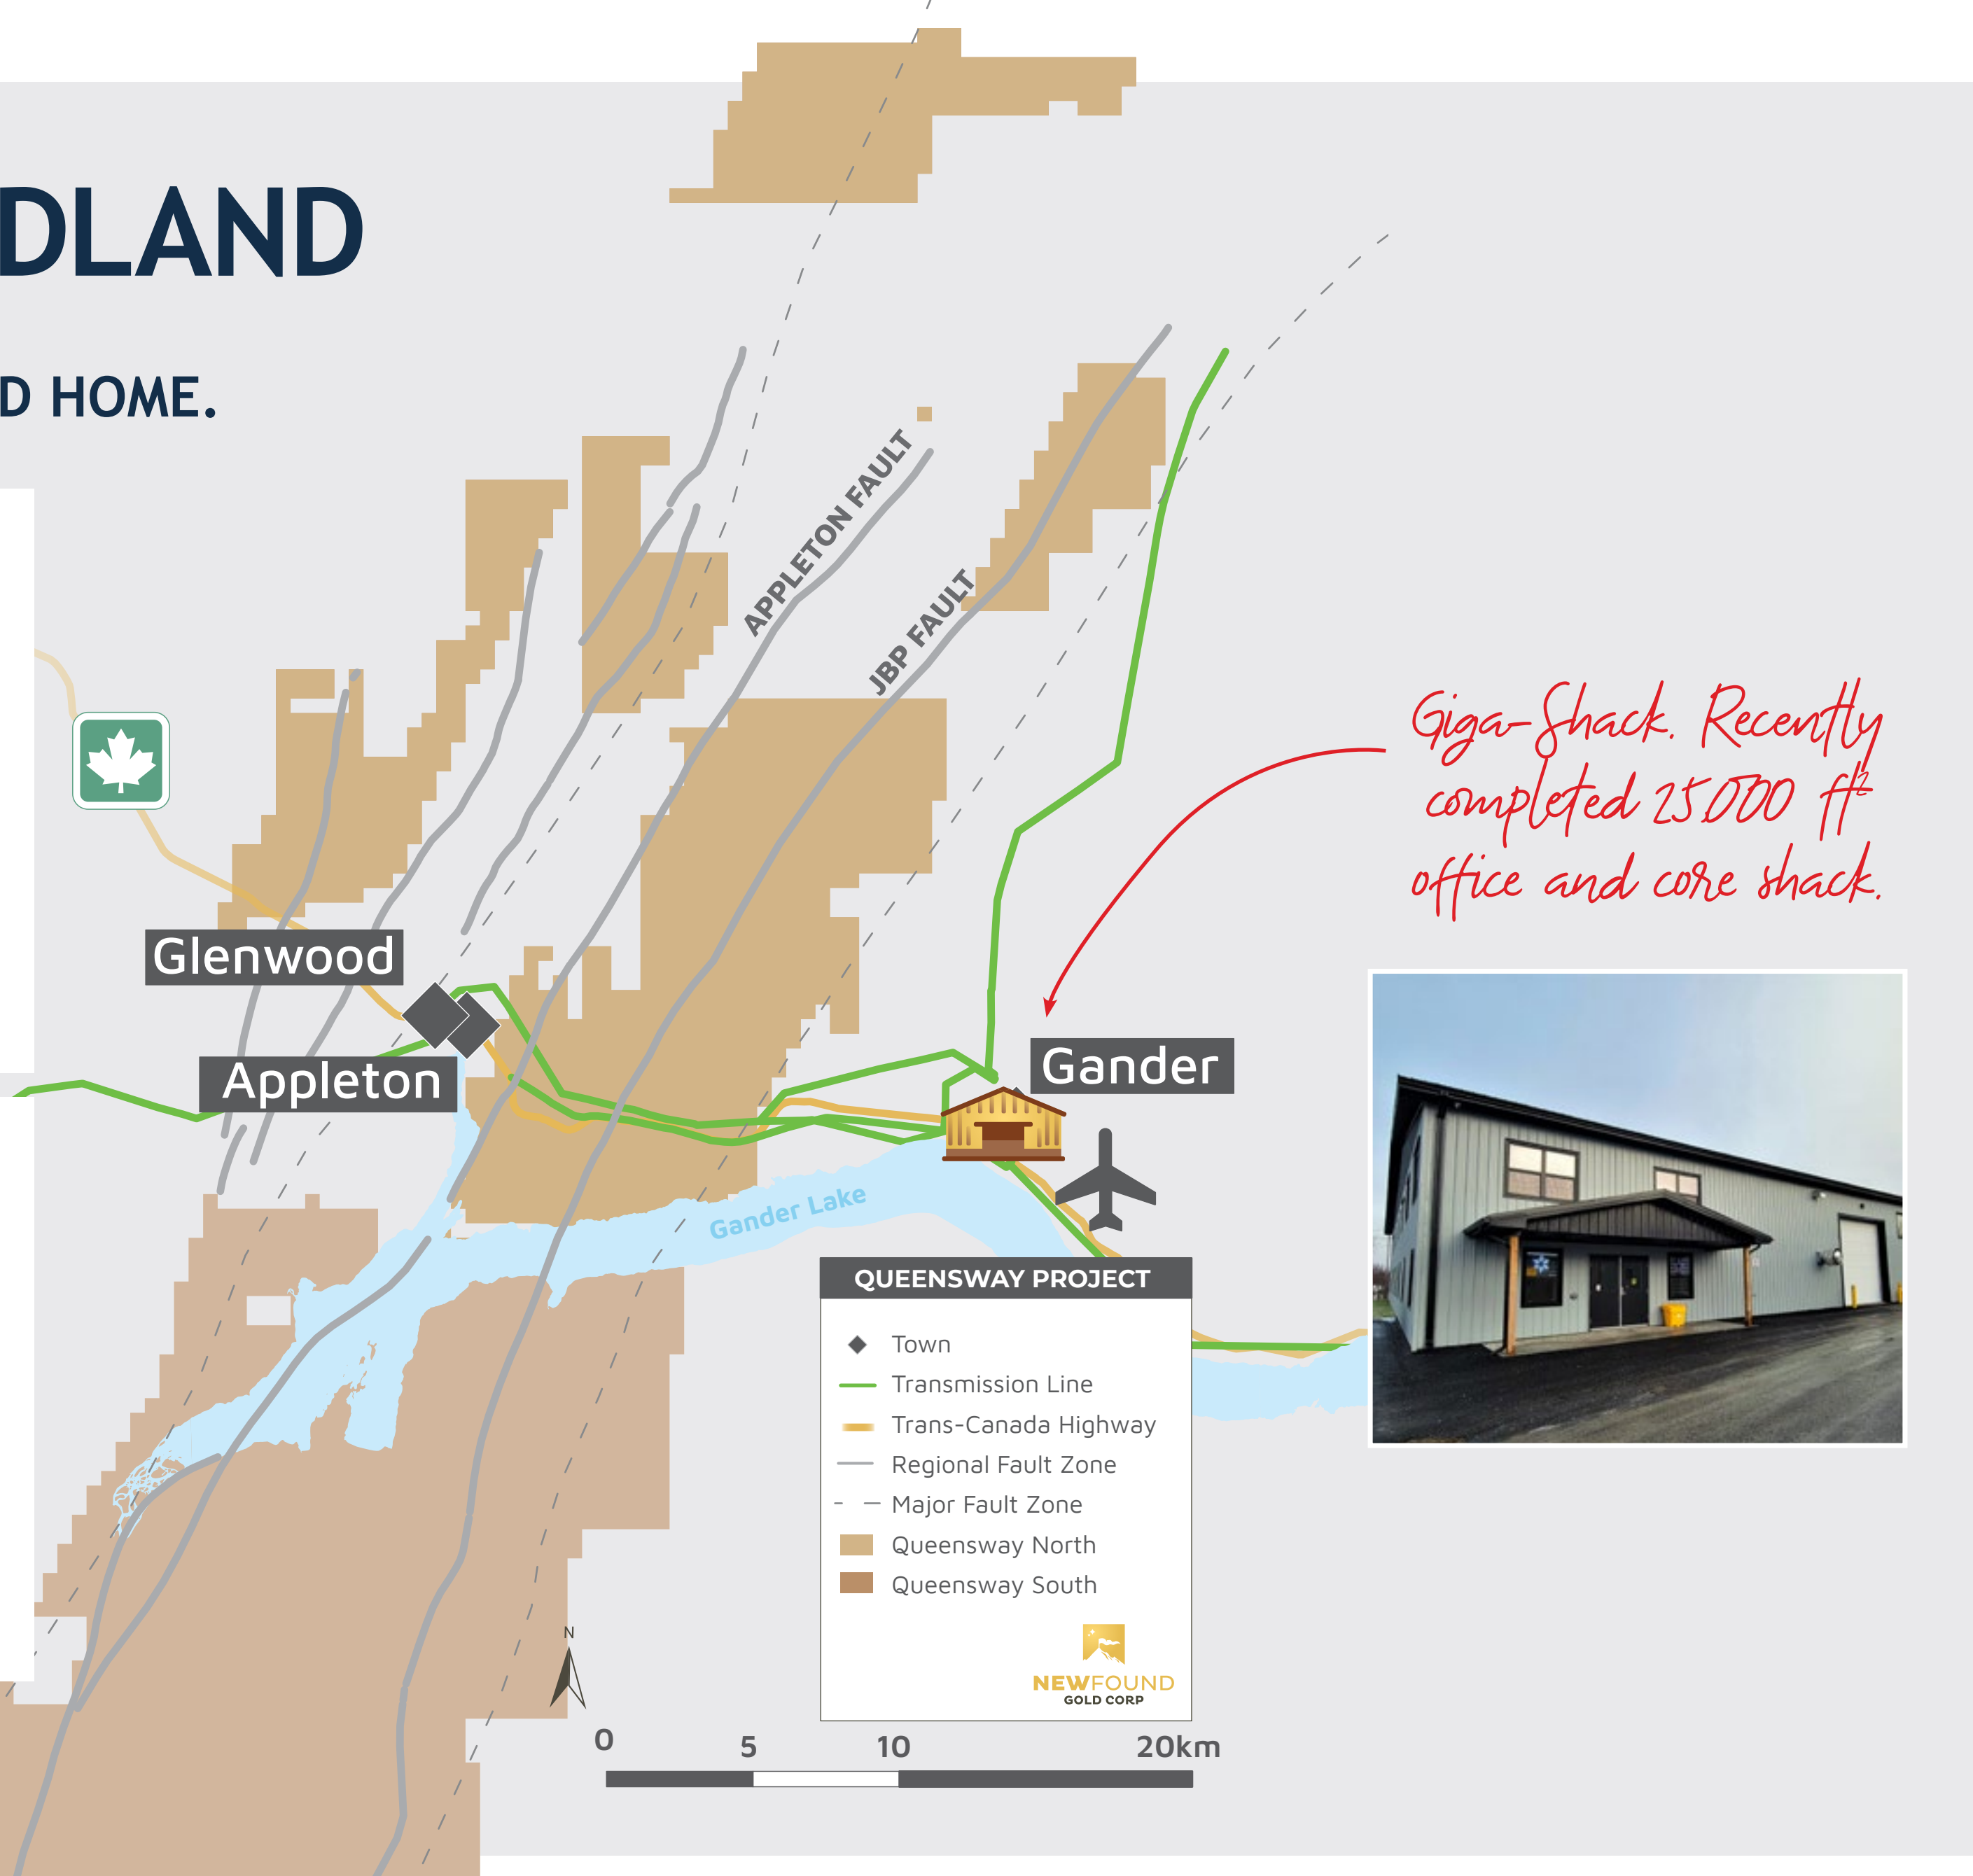 DLAND
D HOME.
APPLETON FAULT
JBP FAULT
Giga-Shack. Recently
completed 25,000 ft²
office and core shack.
Glenwood
Appleton
Gander
Gander Lake
QUEENSWAY PROJECT
Town
Transmission Line
Trans-Canada Highway
Regional Fault Zone
Major Fault Zone
Queensway North
Queensway South
NEWFOUND
GOLD CORP
N
0 5 10 20km